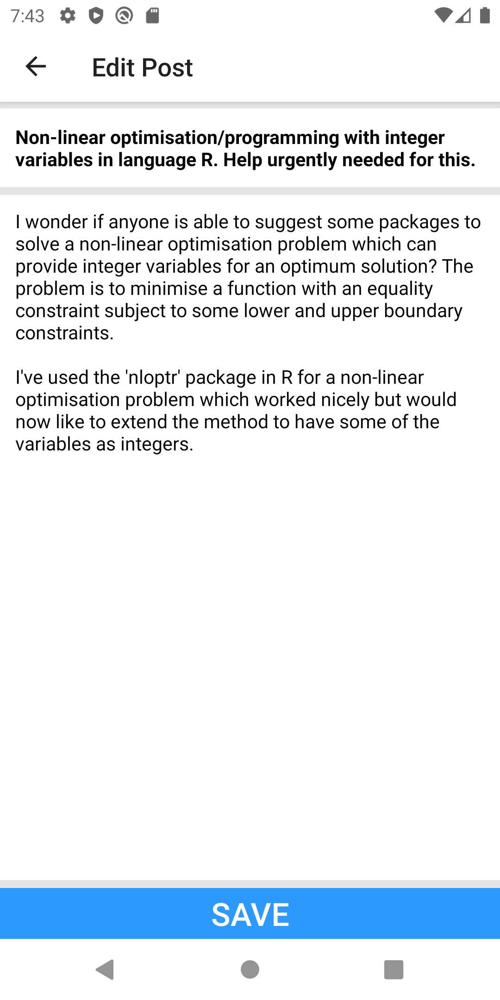 7:43
Edit Post
Non-linear optimisation/programming with integer
variables in language R. Help urgently needed for this.
I wonder if anyone is able to suggest some packages to
solve a non-linear optimisation problem which can
provide integer variables for an optimum solution? The
problem is to minimise a function with an equality
constraint subject to some lower and upper boundary
constraints.
I've used the 'nloptr' package in R for a non-linear
optimisation problem which worked nicely but would
now like to extend the method to have some of the
variables as integers.
SAVE